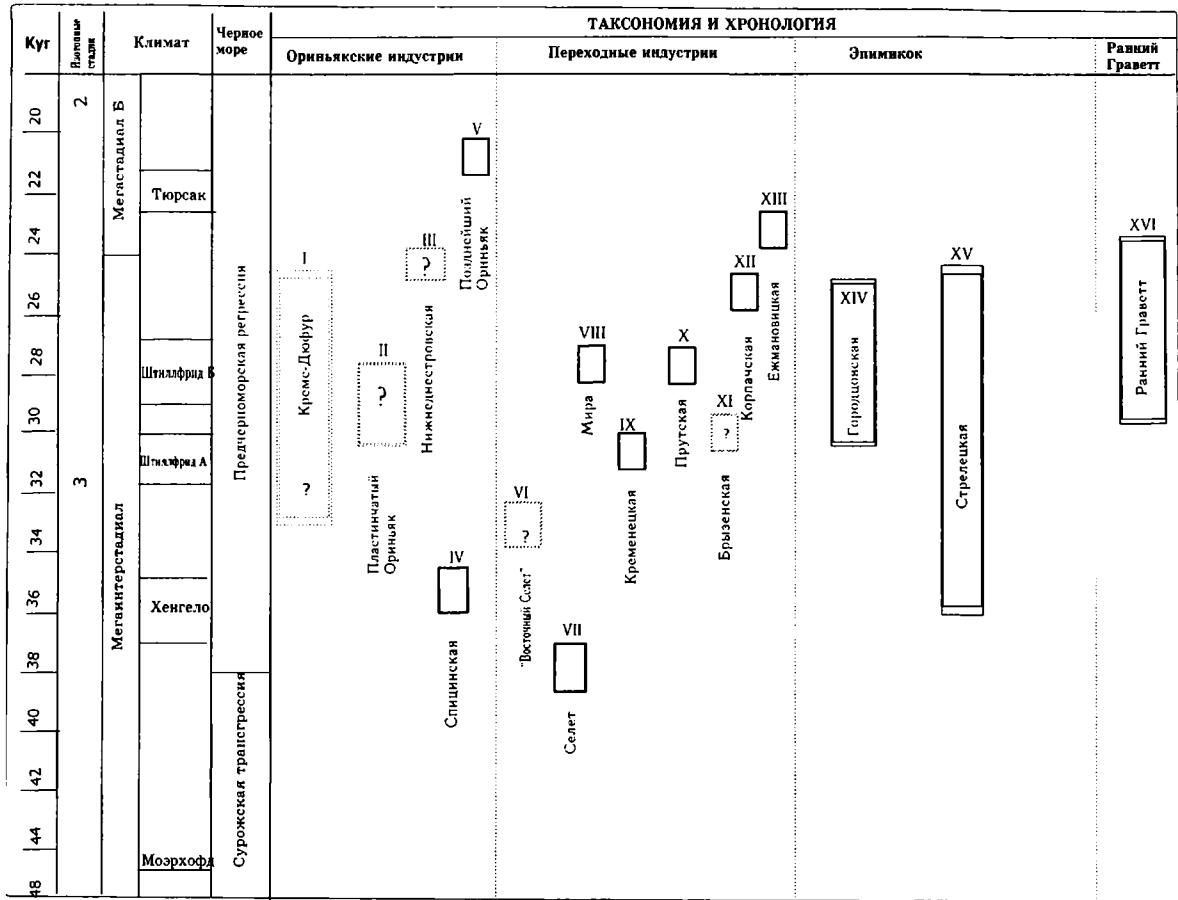 ТАКСОНОМИЯ И ХРОНОЛОГИЯ
Куг
Изотопные
стадии
Климат
Черное
море
Ориньякские индустрии
Переходные индустрии
Эпимикок
Ранний
Граветт
20
22
24
26
28
30
32
34
36
38
40
42
44
48
2
3
Мегастадиал Б
Мегаинтерстадиал
Тюрсак
Штиллфрид Б
Штиллфрид А
Хенгело
Моэрхофд
Предчерноморская регрессия
Сурожская трансгрессия
I
Кремс-Дюфур
?
II
?
Пластинчатый
Ориньяк
III
?
Нижнеднестровская
IV
Спицинская
V
Позднейший
Ориньяк
VI
?
"Восточный Селет"
VII
Селет
VIII
Мира
IX
Кременецкая
X
Прутская
XI
?
Брызенская
XII
Корпачская
XIII
Ежмановицкая
XIV
Городцовская
XV
Стрелецкая
XVI
Ранний Граветт